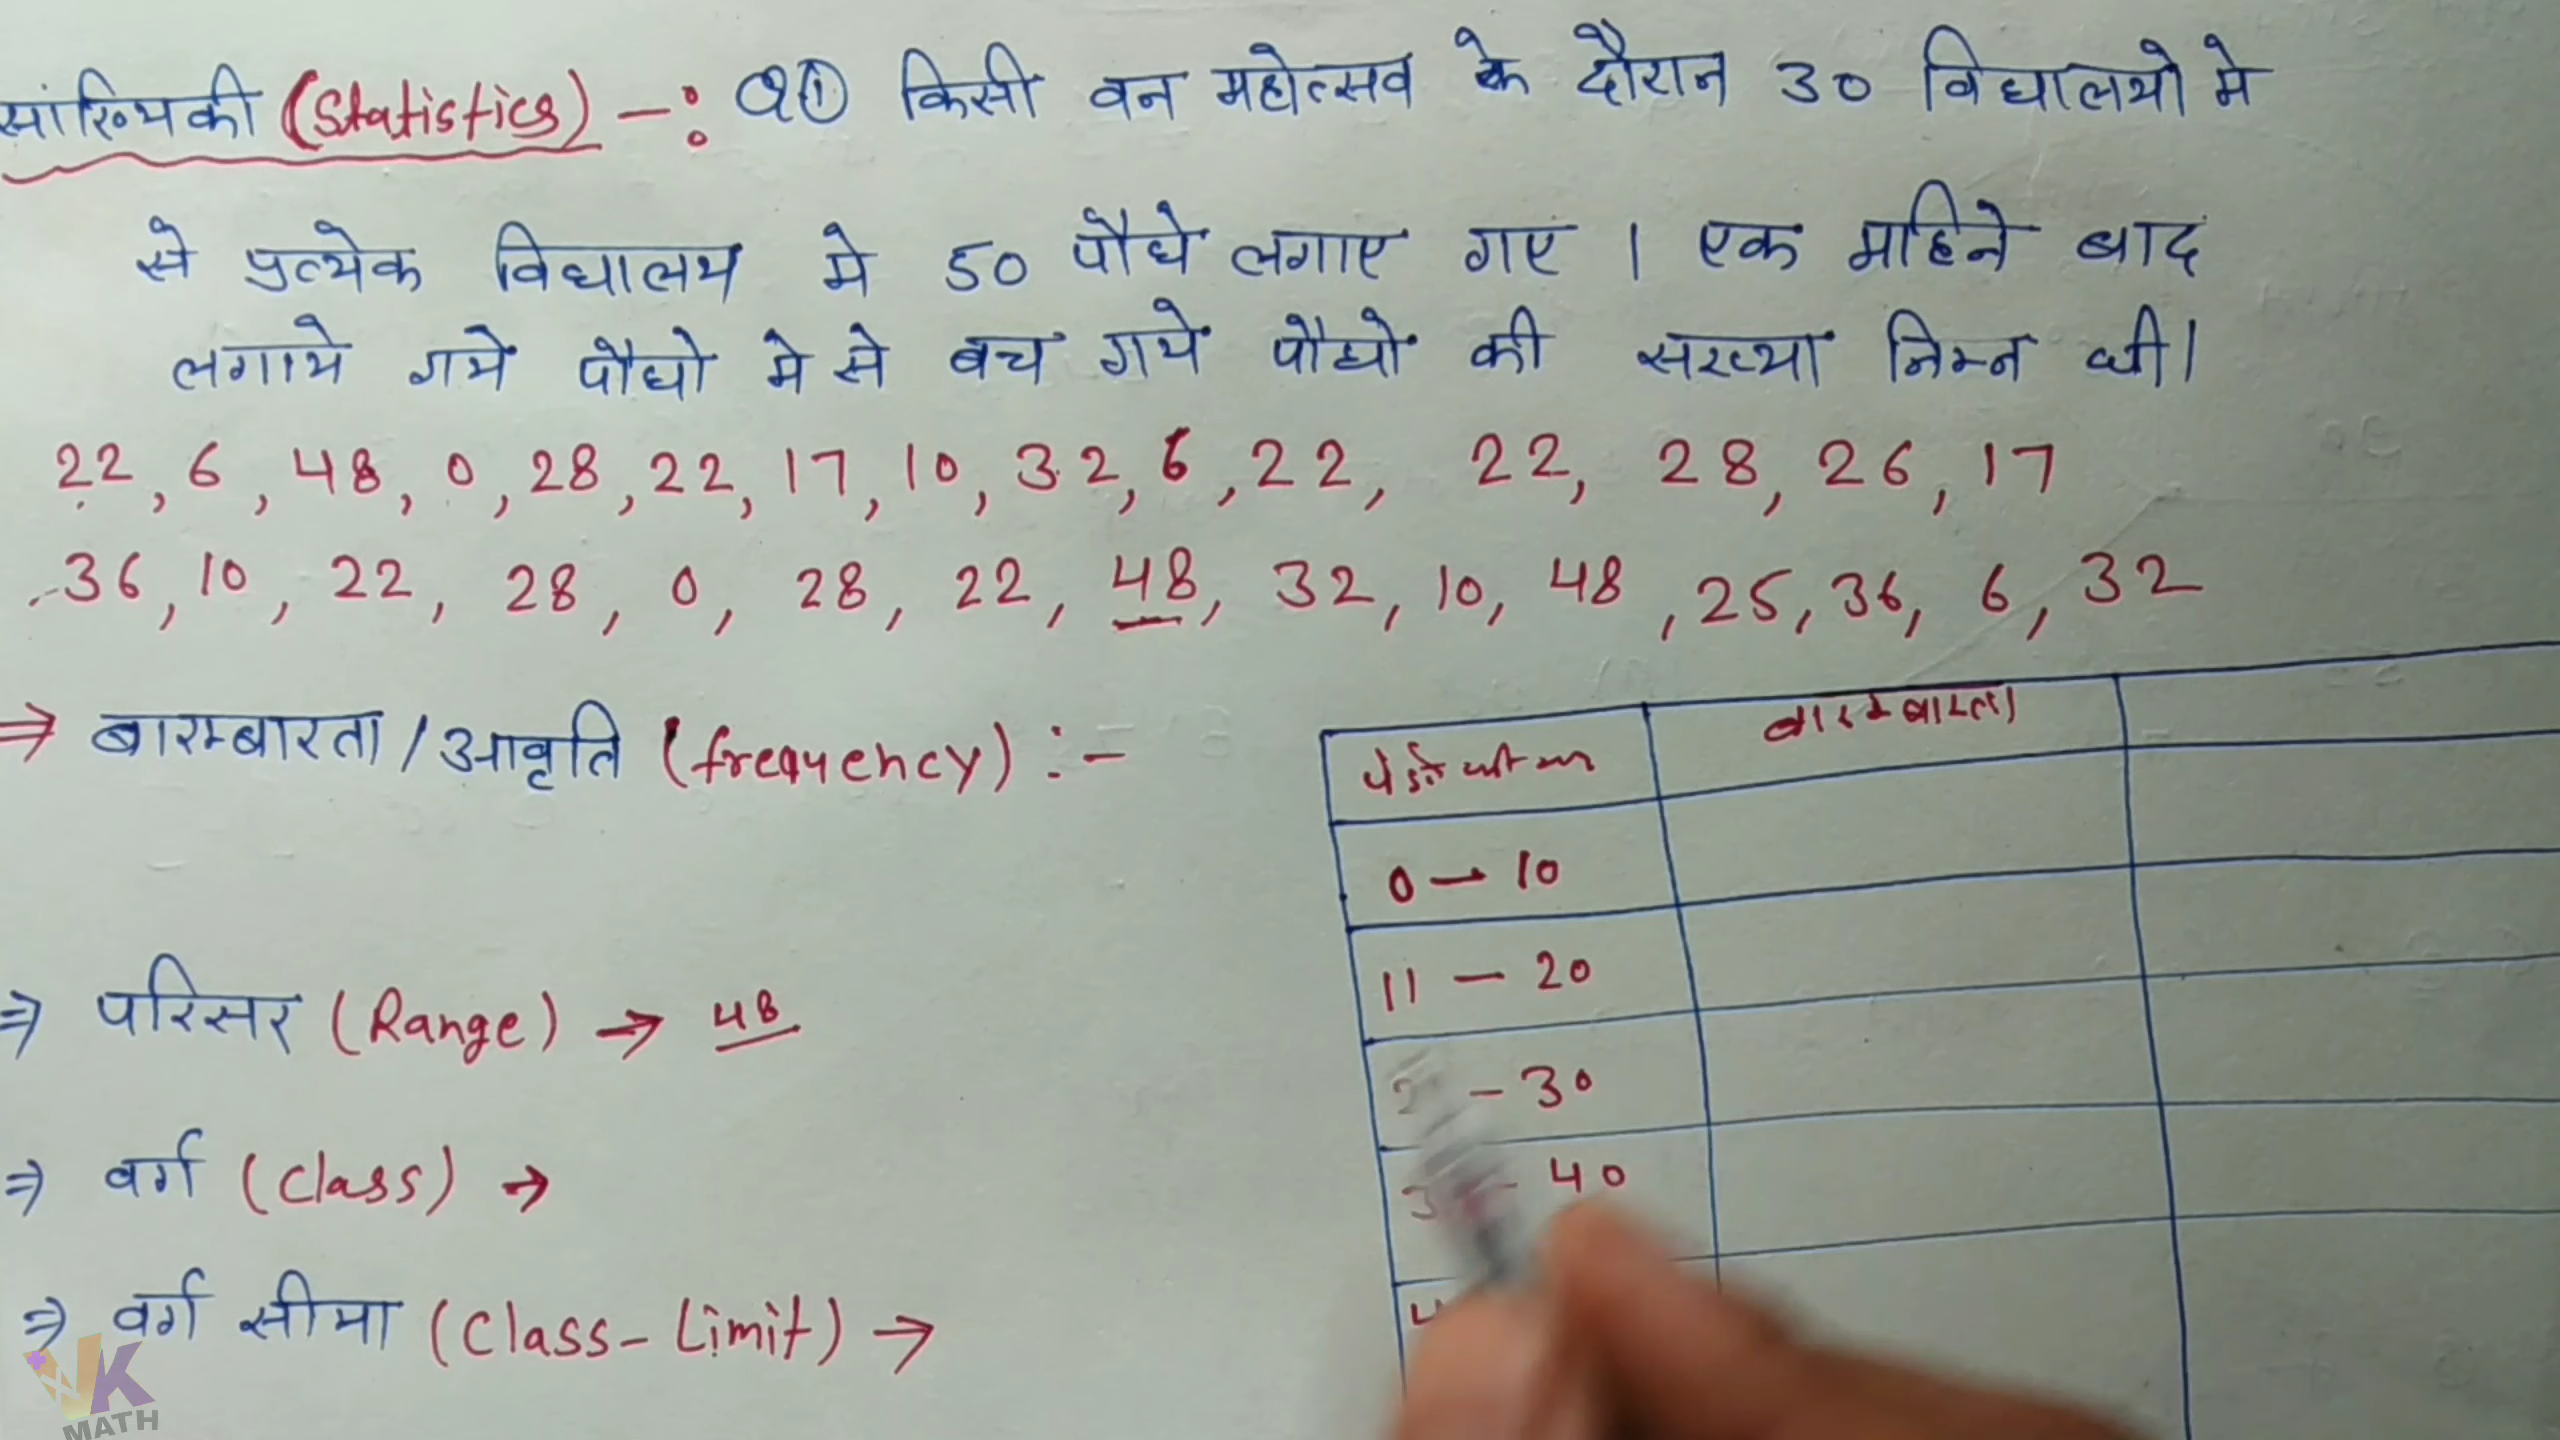 सांख्यिकी (Statistics) -: Q① किसी वन महोत्सव के दौरान 30 विधालयो मे
से प्रत्येक विधालय मे 50 पौधे लगाए गए । एक महिने बाद
लगाये गये पौधो मे से बच गये पौधो की सख्या निम्न थी।
22, 6, 48, 0, 28, 22, 17, 10, 32, 6, 22, 22, 28, 26, 17
36, 10, 22, 28, 0, 28, 22, 48, 32, 10, 48, 25, 36, 6, 32
⇒ बारम्बारता / आवृति (frequency) :-
बारम्बारता
0 - 10
11 - 20
- 30
40
⇒ परिसर (Range) → 48
⇒ वर्ग (Class) →
⇒ वर्ग सीमा (Class-Limit) →
VK
MATH